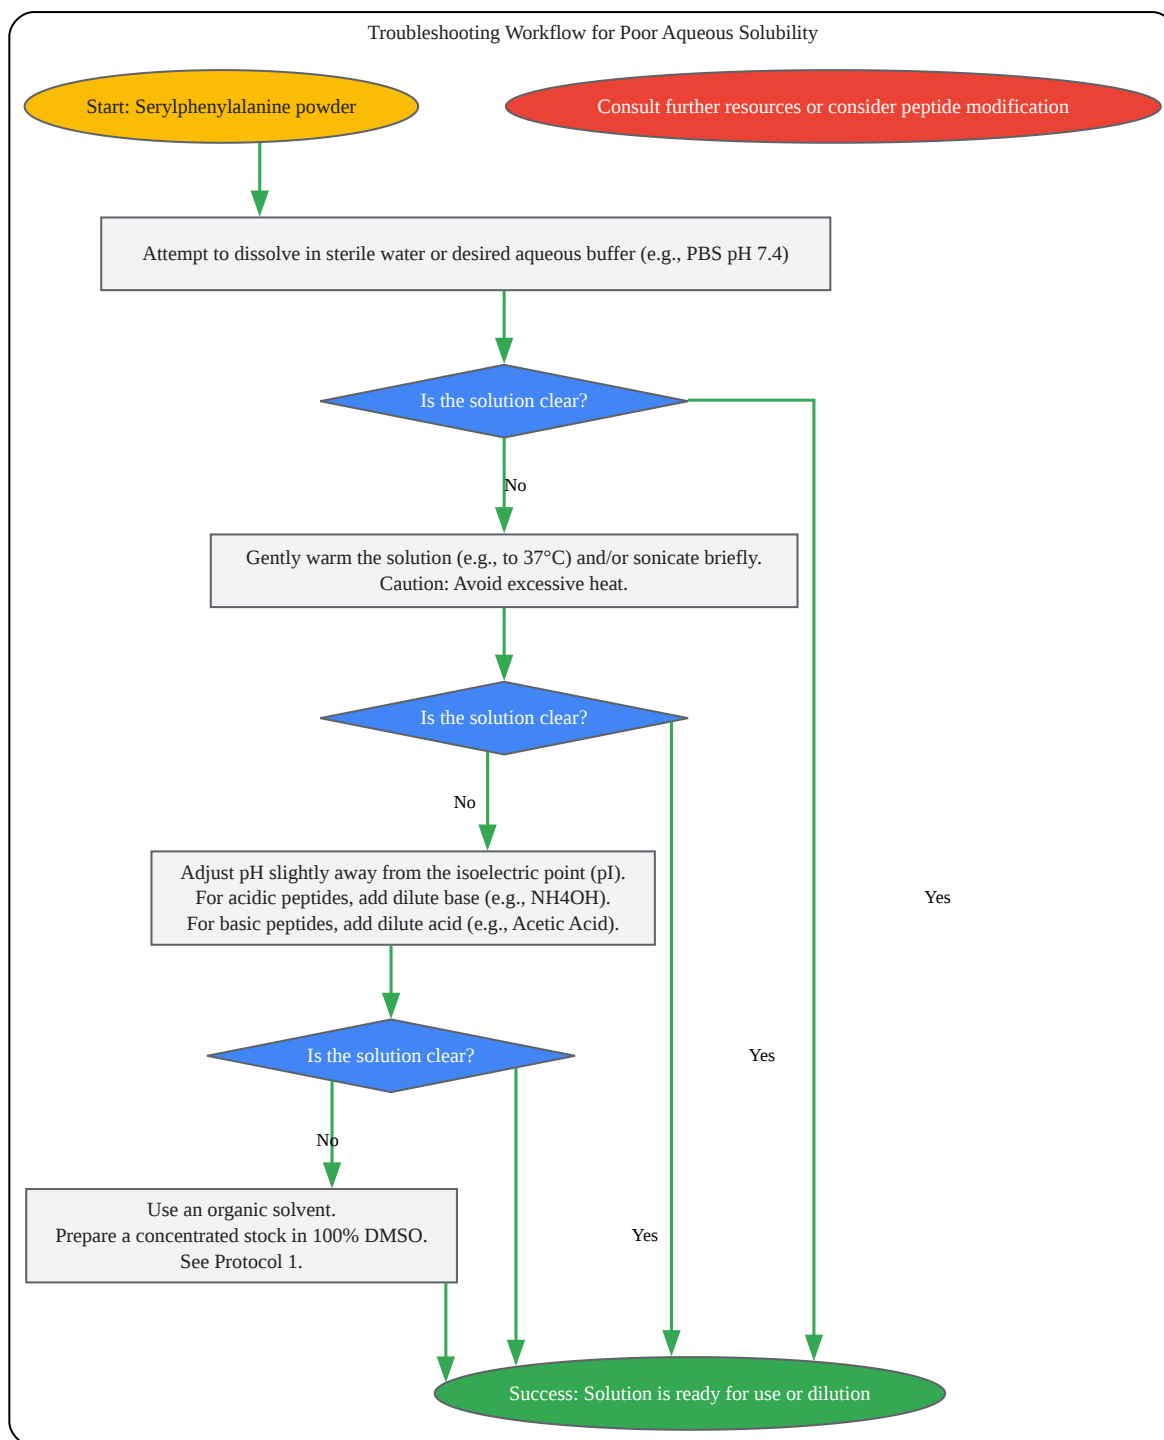 Troubleshooting Workflow for Poor Aqueous Solubility
Start: Serylphenylalanine powder
Consult further resources or consider peptide modification
Attempt to dissolve in sterile water or desired aqueous buffer (e.g., PBS pH 7.4)
Is the solution clear?
No
Gently warm the solution (e.g., to 37°C) and/or sonicate briefly.
Caution: Avoid excessive heat.
Is the solution clear?
No
Adjust pH slightly away from the isoelectric point (pI).
For acidic peptides, add dilute base (e.g., NH4OH).
For basic peptides, add dilute acid (e.g., Acetic Acid).
Yes
Is the solution clear?
Yes
No
Use an organic solvent.
Prepare a concentrated stock in 100% DMSO.
See Protocol 1.
Yes
Success: Solution is ready for use or dilution